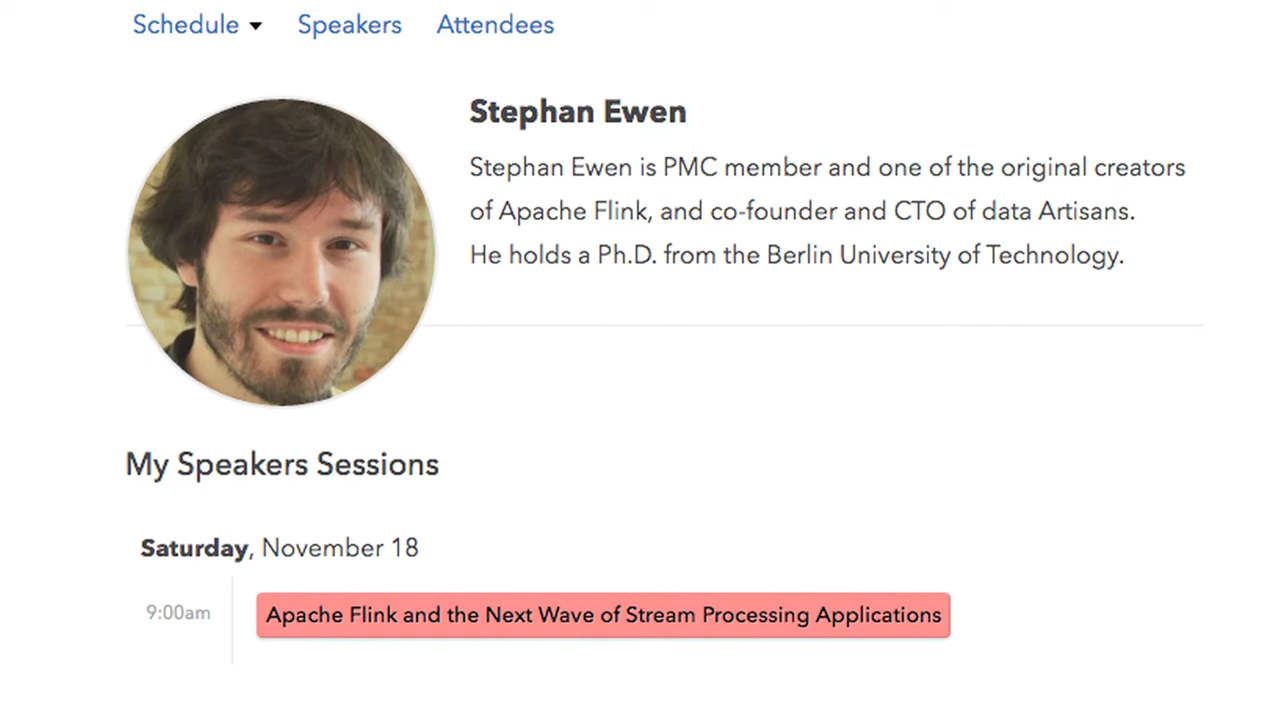 Schedule Speakers Attendees
Stephan Ewen
Stephan Ewen is PMC member and one of the original creators
of Apache Flink, and co-founder and CTO of data Artisans.
He holds a Ph.D. from the Berlin University of Technology.
My Speakers Sessions
Saturday, November 18
9:00am Apache Flink and the Next Wave of Stream Processing Applications